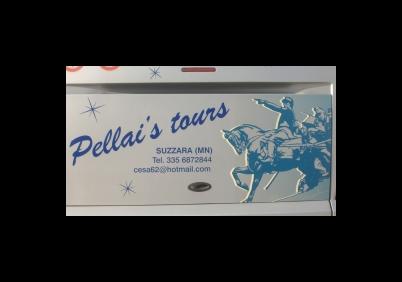 Pellai's tours
SUZZARA (MN)
Tel. 335 6872844
cesa62@hotmail.com